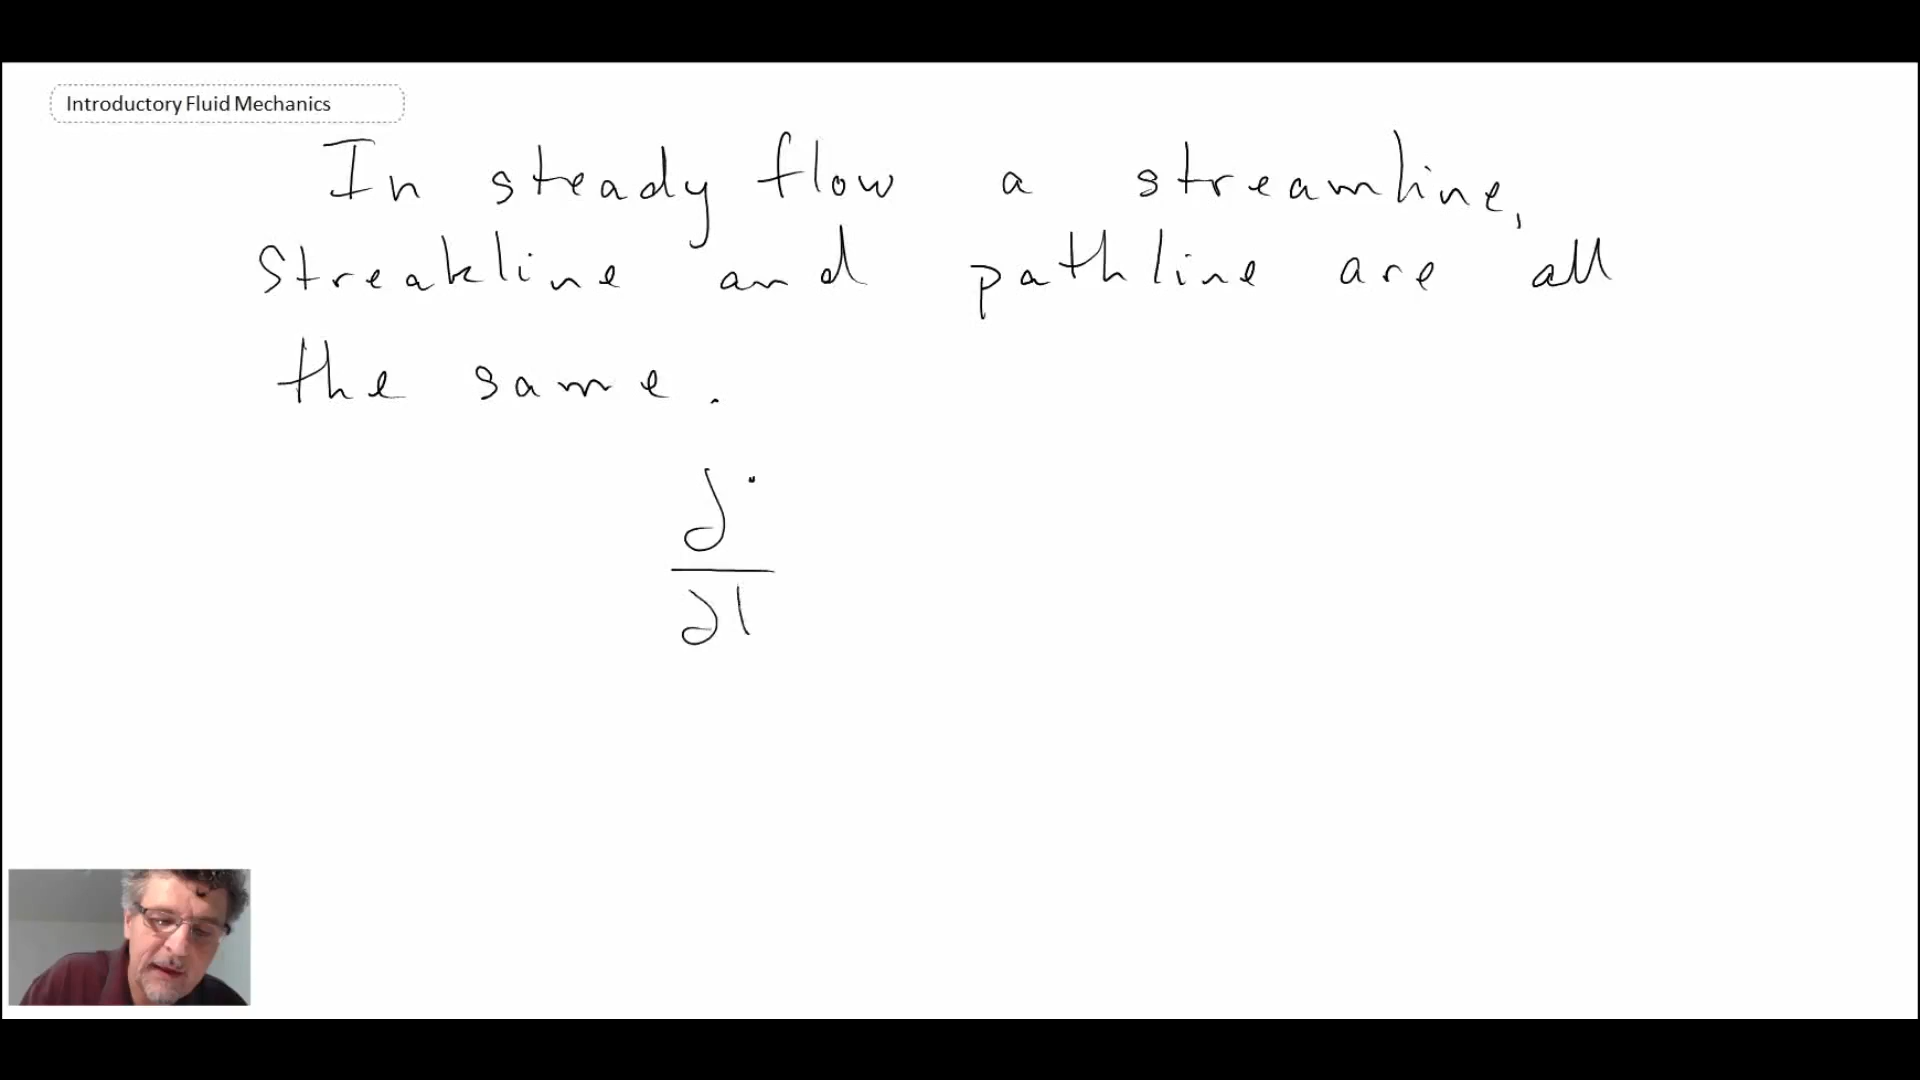 Introductory Fluid Mechanics
In steady flow a streamline,
Streakline and pathline are all
the same.
∂
∂